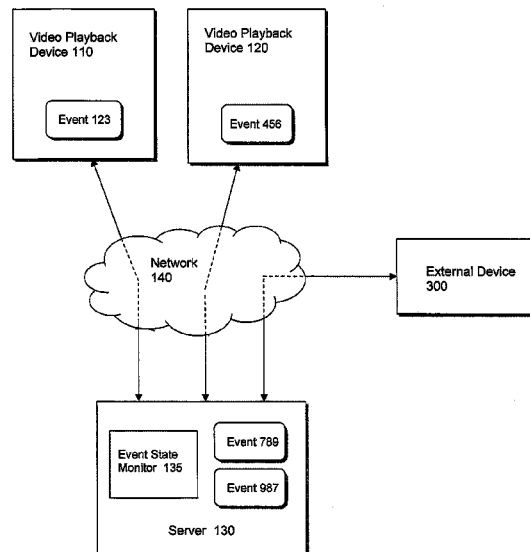 Video Playback
Device 110
Event 123
Video Playback
Device 120
Event 456
Network
140
External Device
300
Event State
Monitor 135
Event 789
Event 987
Server 130